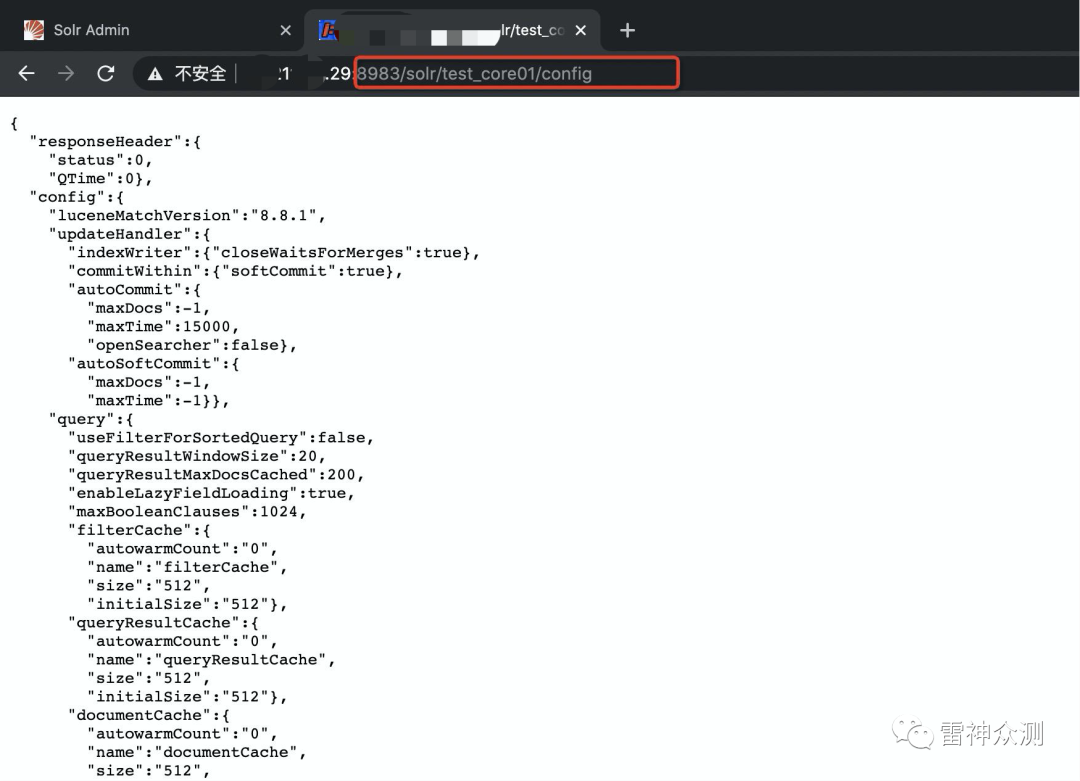 Solr Admin
lr/test_co
不安全
.29:8983/solr/test_core01/config
{
"responseHeader":{
"status":0,
"QTime":0},
"config":{
"luceneMatchVersion":"8.8.1",
"updateHandler":{
"indexWriter":{"closeWaitsForMerges":true},
"commitWithin":{"softCommit":true},
"autoCommit":{
"maxDocs":-1,
"maxTime":15000,
"openSearcher":false},
"autoSoftCommit":{
"maxDocs":-1,
"maxTime":-1}},
"query":{
"useFilterForSortedQuery":false,
"queryResultWindowSize":20,
"queryResultMaxDocsCached":200,
"enableLazyFieldLoading":true,
"maxBooleanClauses":1024,
"filterCache":{
"autowarmCount":"0",
"name":"filterCache",
"size":"512",
"initialSize":"512"},
"queryResultCache":{
"autowarmCount":"0",
"name":"queryResultCache",
"size":"512",
"initialSize":"512"},
"documentCache":{
"autowarmCount":"0",
"name":"documentCache",
"size":"512",
雷神众测